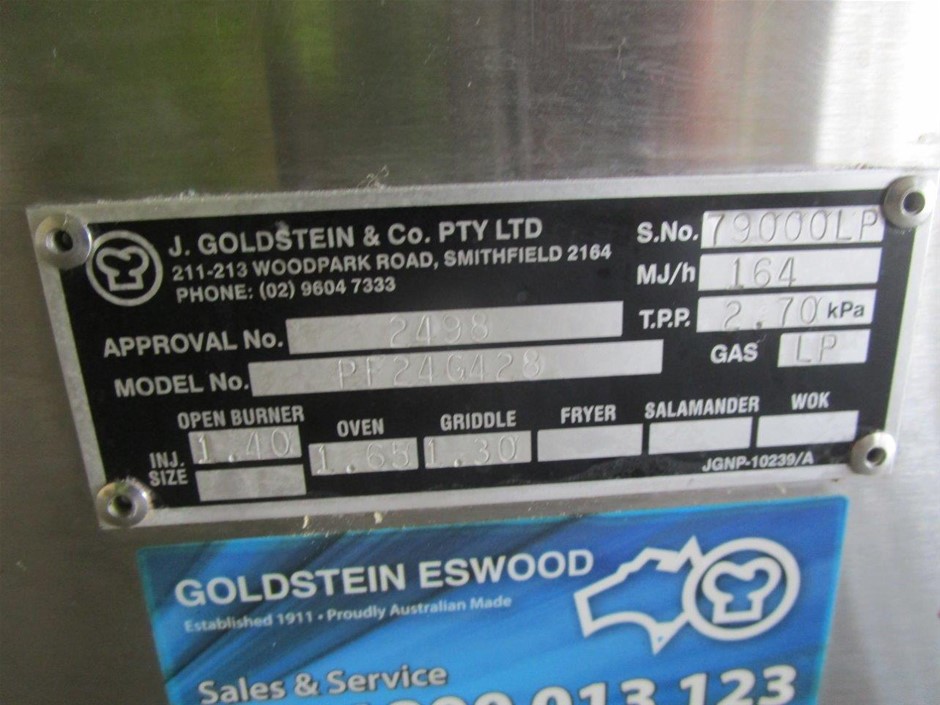 J. GOLDSTEIN & Co. PTY LTD
211-213 WOODPARK ROAD, SMITHFIELD 2164
PHONE: (02) 9604 7333
S.No. 79000LP
MJ/h 164
T.P.P. 2.70 kPa
GAS LP
APPROVAL No. 2498
MODEL No. PF24G428
OPEN BURNER OVEN GRIDDLE FRYER SALAMANDER WOK
INJ. SIZE 1.40 1.65 1.30
JGNP-10239/A
GOLDSTEIN ESWOOD
Established 1911 • Proudly Australian Made
Sales & Service
013 123